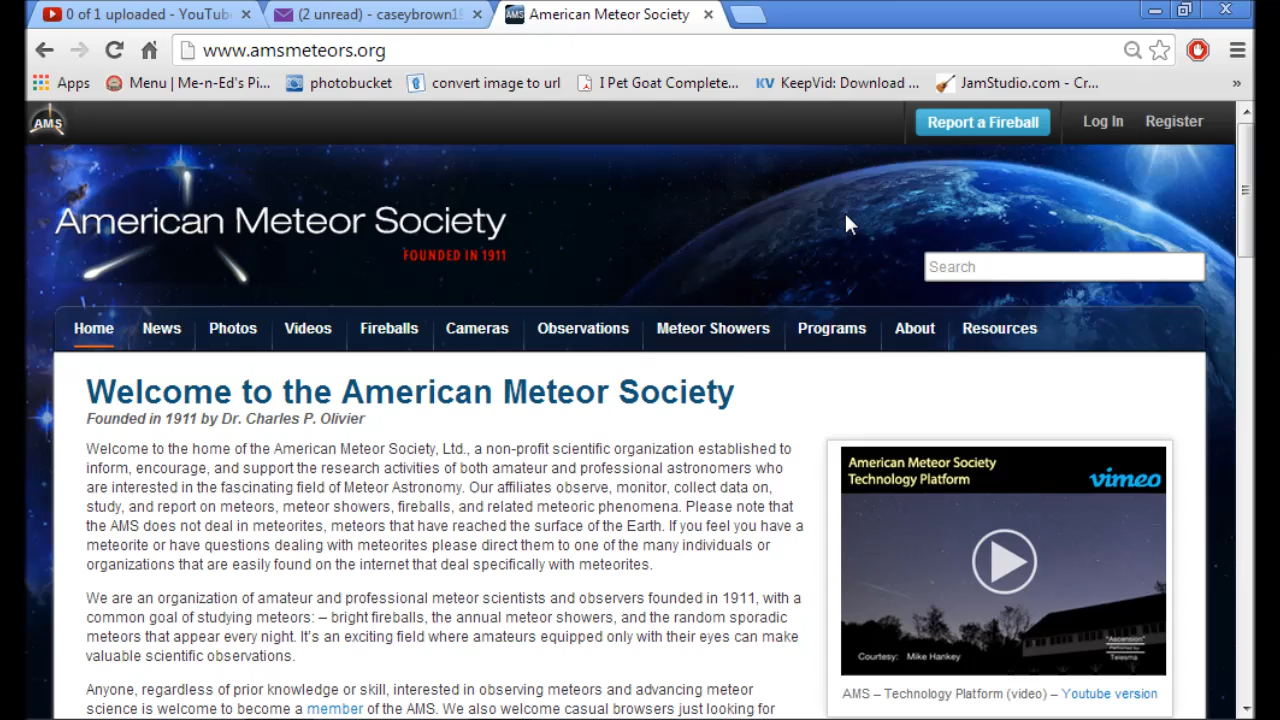 0 of 1 uploaded - YouTub
(2 unread) - caseybrown19
AMS American Meteor Society
www.amsmeteors.org
Apps
Menu | Me-n-Ed's Pi...
photobucket
convert image to url
I Pet Goat Complete...
KV KeepVid: Download ...
JamStudio.com - Cr...
»
AMS
Report a Fireball
Log In
Register
American Meteor Society
FOUNDED IN 1911
Search
Home News Photos Videos Fireballs Cameras Observations Meteor Showers Programs About Resources
Welcome to the American Meteor Society
Founded in 1911 by Dr. Charles P. Olivier
Welcome to the home of the American Meteor Society, Ltd., a non-profit scientific organization established to
inform, encourage, and support the research activities of both amateur and professional astronomers who
are interested in the fascinating field of Meteor Astronomy. Our affiliates observe, monitor, collect data on,
study, and report on meteors, meteor showers, fireballs, and related meteoric phenomena. Please note that
the AMS does not deal in meteorites, meteors that have reached the surface of the Earth. If you feel you have a
meteorite or have questions dealing with meteorites please direct them to one of the many individuals or
organizations that are easily found on the internet that deal specifically with meteorites.
We are an organization of amateur and professional meteor scientists and observers founded in 1911, with a
common goal of studying meteors: – bright fireballs, the annual meteor showers, and the random sporadic
meteors that appear every night. It's an exciting field where amateurs equipped only with their eyes can make
valuable scientific observations.
Anyone, regardless of prior knowledge or skill, interested in observing meteors and advancing meteor
science is welcome to become a member of the AMS. We also welcome casual browsers just looking for
American Meteor Society
Technology Platform
vimeo
"Ascension"
Performed by
Telesma
Courtesy: Mike Hankey
AMS – Technology Platform (video) – Youtube version